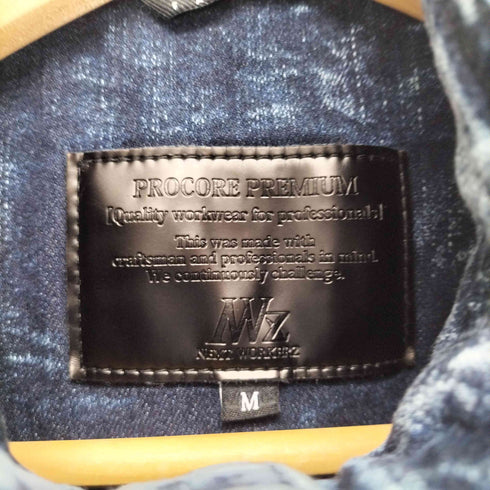 PROCORE PREMIUM
[Quality workwear for professionals]
This was made with
craftsman and professionals in mind.
We continuously challenge.
NWz
NEXT WORKERZ
M